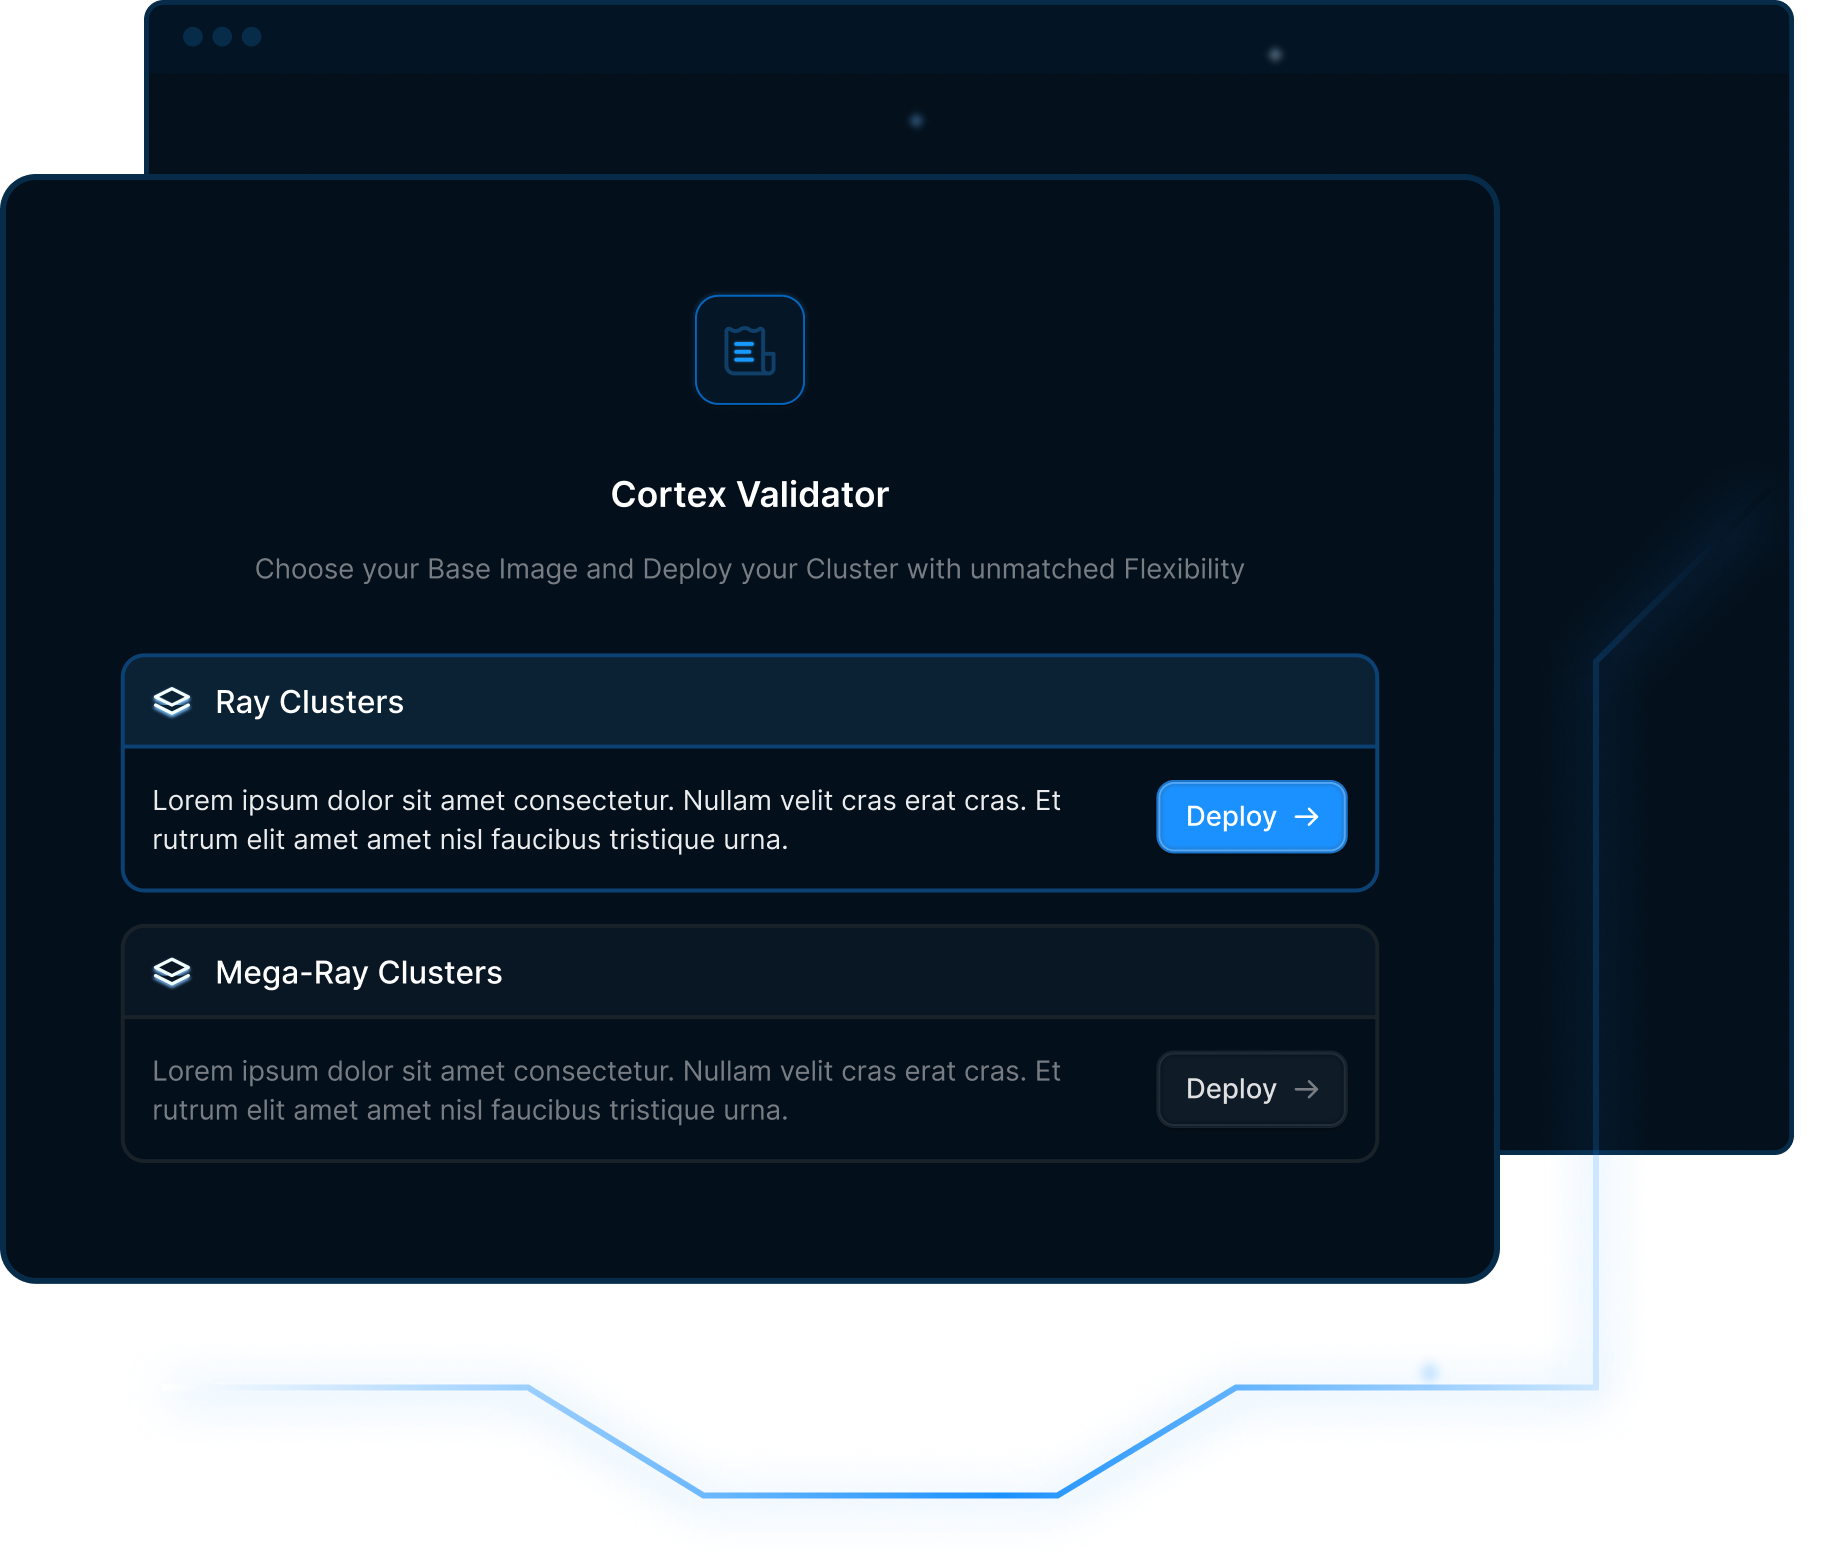 Cortex Validator
Choose your Base Image and Deploy your Cluster with unmatched Flexibility
Ray Clusters
Lorem ipsum dolor sit amet consectetur. Nullam velit cras erat cras. Et
rutrum elit amet amet nisl faucibus tristique urna.
Deploy →
Mega-Ray Clusters
Lorem ipsum dolor sit amet consectetur. Nullam velit cras erat cras. Et
rutrum elit amet amet nisl faucibus tristique urna.
Deploy →